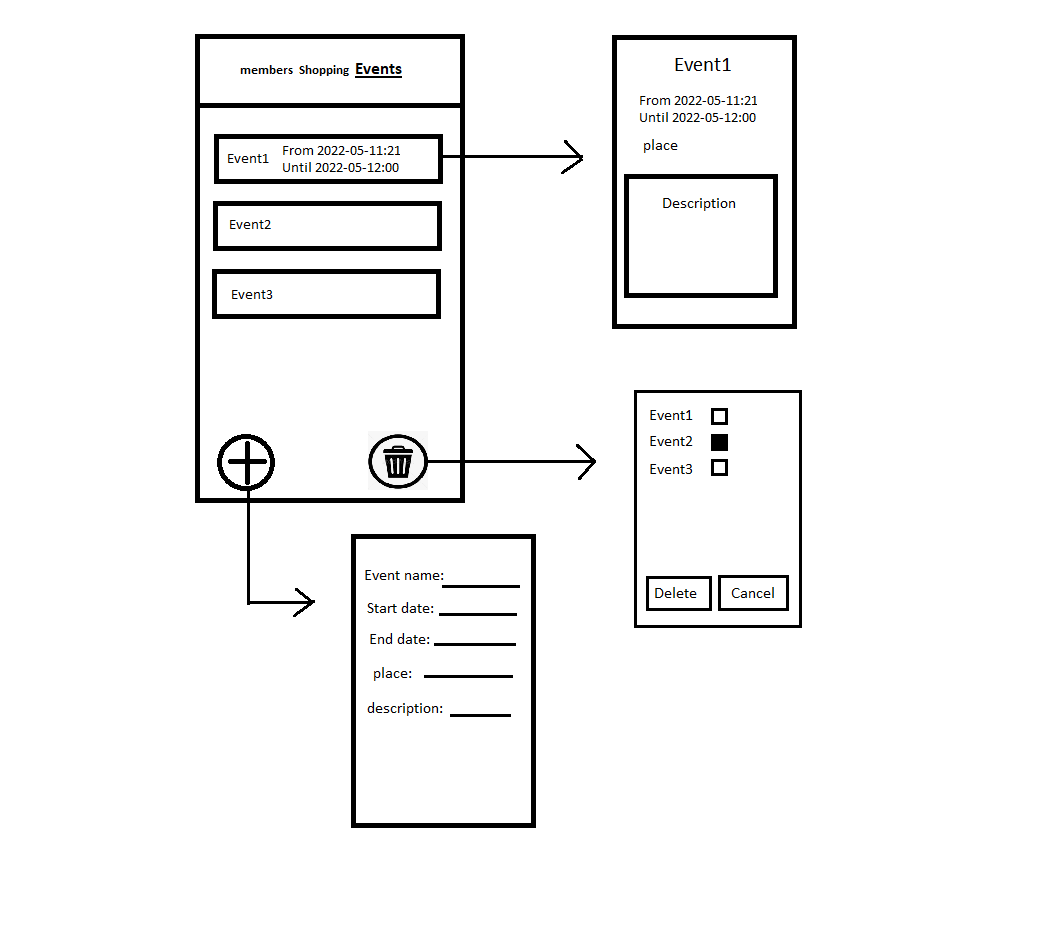 members Shopping Events
Event1
From 2022-05-11:21
Until 2022-05-12:00
Event2
Event3
Event1
From 2022-05-11:21
Until 2022-05-12:00
place
Description
Event1
Event2
Event3
Delete Cancel
Event name:
Start date:
End date:
place:
description: